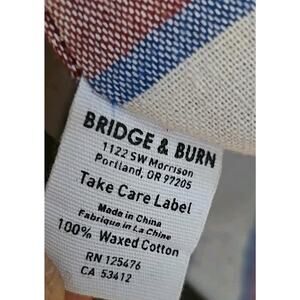 BRIDGE & BURN
1122 SW Morrison
Portland, OR 97205
Take Care Label
Made in China
Fabriqué en La Chine
100% Waxed Cotton
RN 125476
CA 53412